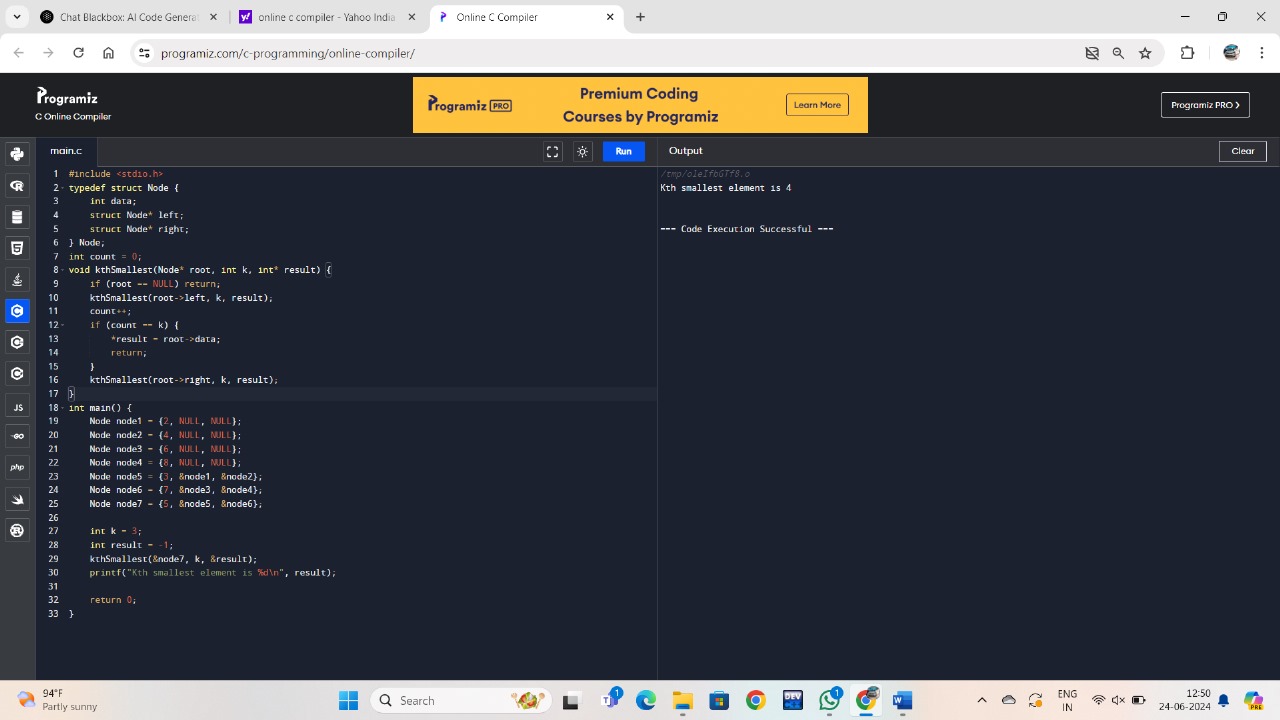 Chat Blackbox: AI Code Genera
online c compiler - Yahoo India
Online C Compiler
programiz.com/c-programming/online-compiler/
Programiz
C Online Compiler
Programiz PRO
Premium Coding
Courses by Programiz
Learn More
Programiz PRO >
main.c
Run
Output
Clear
1 #include <stdio.h>
2 typedef struct Node {
3 int data;
4 struct Node* left;
5 struct Node* right;
6 } Node;
7 int count = 0;
8 void kthSmallest(Node* root, int k, int* result) {
9 if (root == NULL) return;
10 kthSmallest(root->left, k, result);
11 count++;
12 if (count == k) {
13 *result = root->data;
14 return;
15 }
16 kthSmallest(root->right, k, result);
17 }
18 int main() {
19 Node node1 = {2, NULL, NULL};
20 Node node2 = {4, NULL, NULL};
21 Node node3 = {6, NULL, NULL};
22 Node node4 = {8, NULL, NULL};
23 Node node5 = {3, &node1, &node2};
24 Node node6 = {7, &node3, &node4};
25 Node node7 = {5, &node5, &node6};
26
27 int k = 3;
28 int result = -1;
29 kthSmallest(&node7, k, &result);
30 printf("Kth smallest element is %d\n", result);
31
32 return 0;
33 }
/tmp/oleIfbGTf8.o
Kth smallest element is 4
=== Code Execution Successful ===
JS
GO
php
94°F
Partly sunny
Search
1
DEV
1
W
PRE
ENG
IN
12:50
24-06-2024